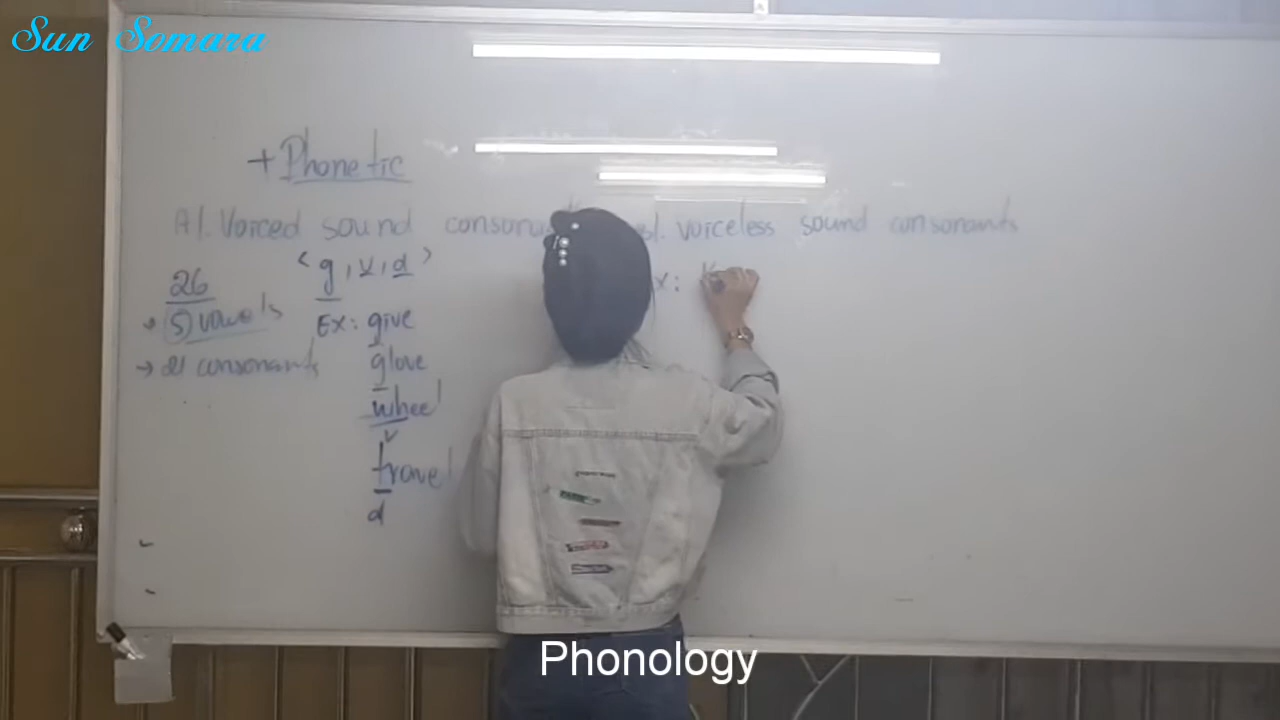 Sun Somara
+ Phonetic
A). Voiced sound consona
voiceless sound consonants
26
< g, v, d >
x: K
(5) vowels
Ex: give
→ 21 consonants
glove
wheel
v
travel
d
Phonology